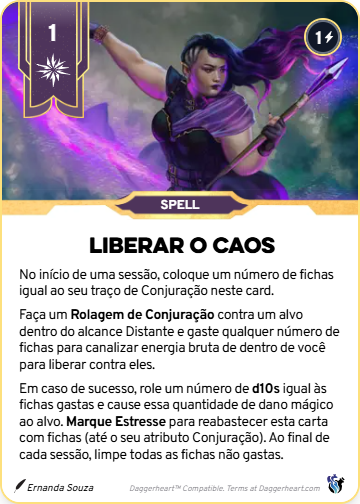 1
1
SPELL
LIBERAR O CAOS
No início de uma sessão, coloque um número de fichas
igual ao seu traço de Conjuração neste card.
Faça um Rolagem de Conjuração contra um alvo
dentro do alcance Distante e gaste qualquer número de
fichas para canalizar energia bruta de dentro de você
para liberar contra eles.
Em caso de sucesso, role um número de d10s igual às
fichas gastas e cause essa quantidade de dano mágico
ao alvo. Marque Estresse para reabastecer esta carta
com fichas (até o seu atributo Conjuração). Ao final de
cada sessão, limpe todas as fichas não gastas.
Ernanda Souza
Daggerheart™ Compatible. Terms at Daggerheart.com